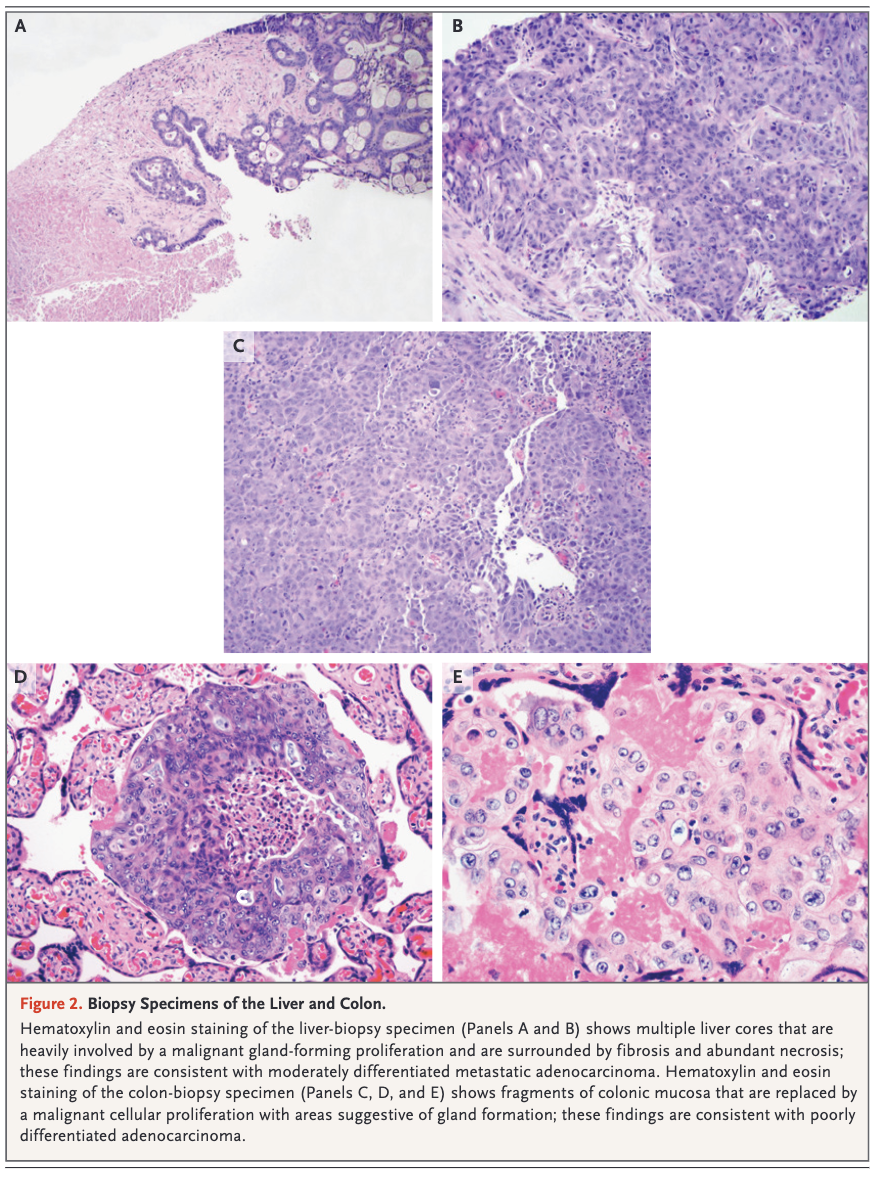 A
B
C
D
E
Figure 2. Biopsy Specimens of the Liver and Colon.
Hematoxylin and eosin staining of the liver-biopsy specimen (Panels A and B) shows multiple liver cores that are
heavily involved by a malignant gland-forming proliferation and are surrounded by fibrosis and abundant necrosis;
these findings are consistent with moderately differentiated metastatic adenocarcinoma. Hematoxylin and eosin
staining of the colon-biopsy specimen (Panels C, D, and E) shows fragments of colonic mucosa that are replaced by
a malignant cellular proliferation with areas suggestive of gland formation; these findings are consistent with poorly
differentiated adenocarcinoma.